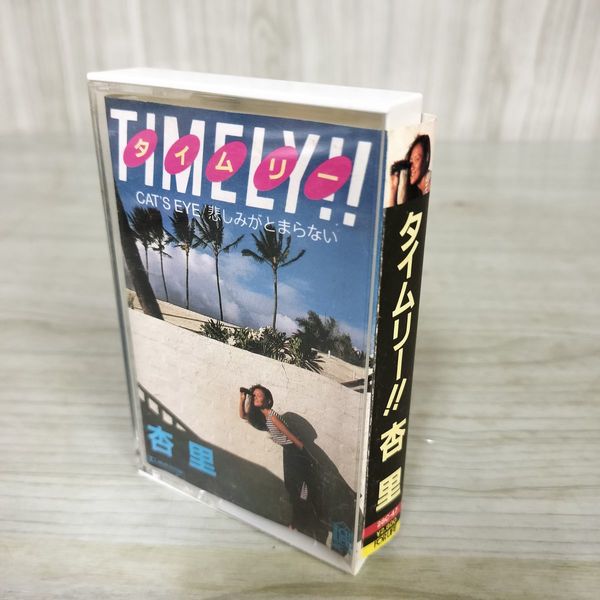 TIMELY!!
タイムリー
CAT'S EYE/悲しみがとまらない
杏里
タイムリー!! 杏里